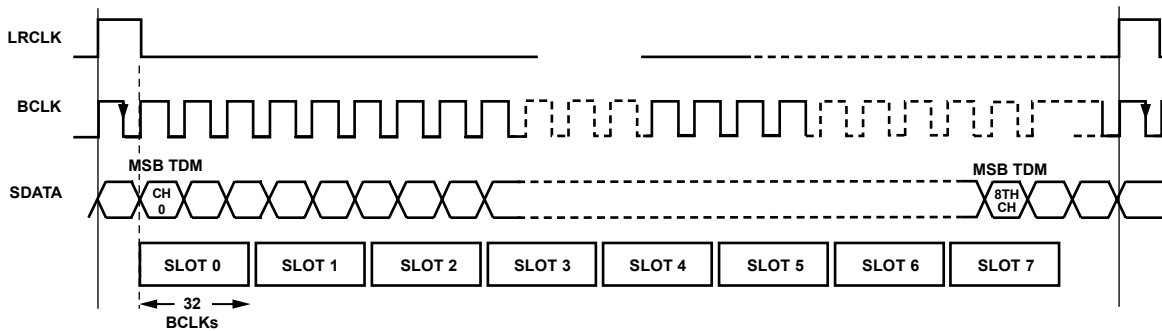 LRCLK
BCLK
MSB TDM
MSB TDM
SDATA
CH
0
8TH
CH
SLOT 0
SLOT 1
SLOT 2
SLOT 3
SLOT 4
SLOT 5
SLOT 6
SLOT 7
32
BCLKs